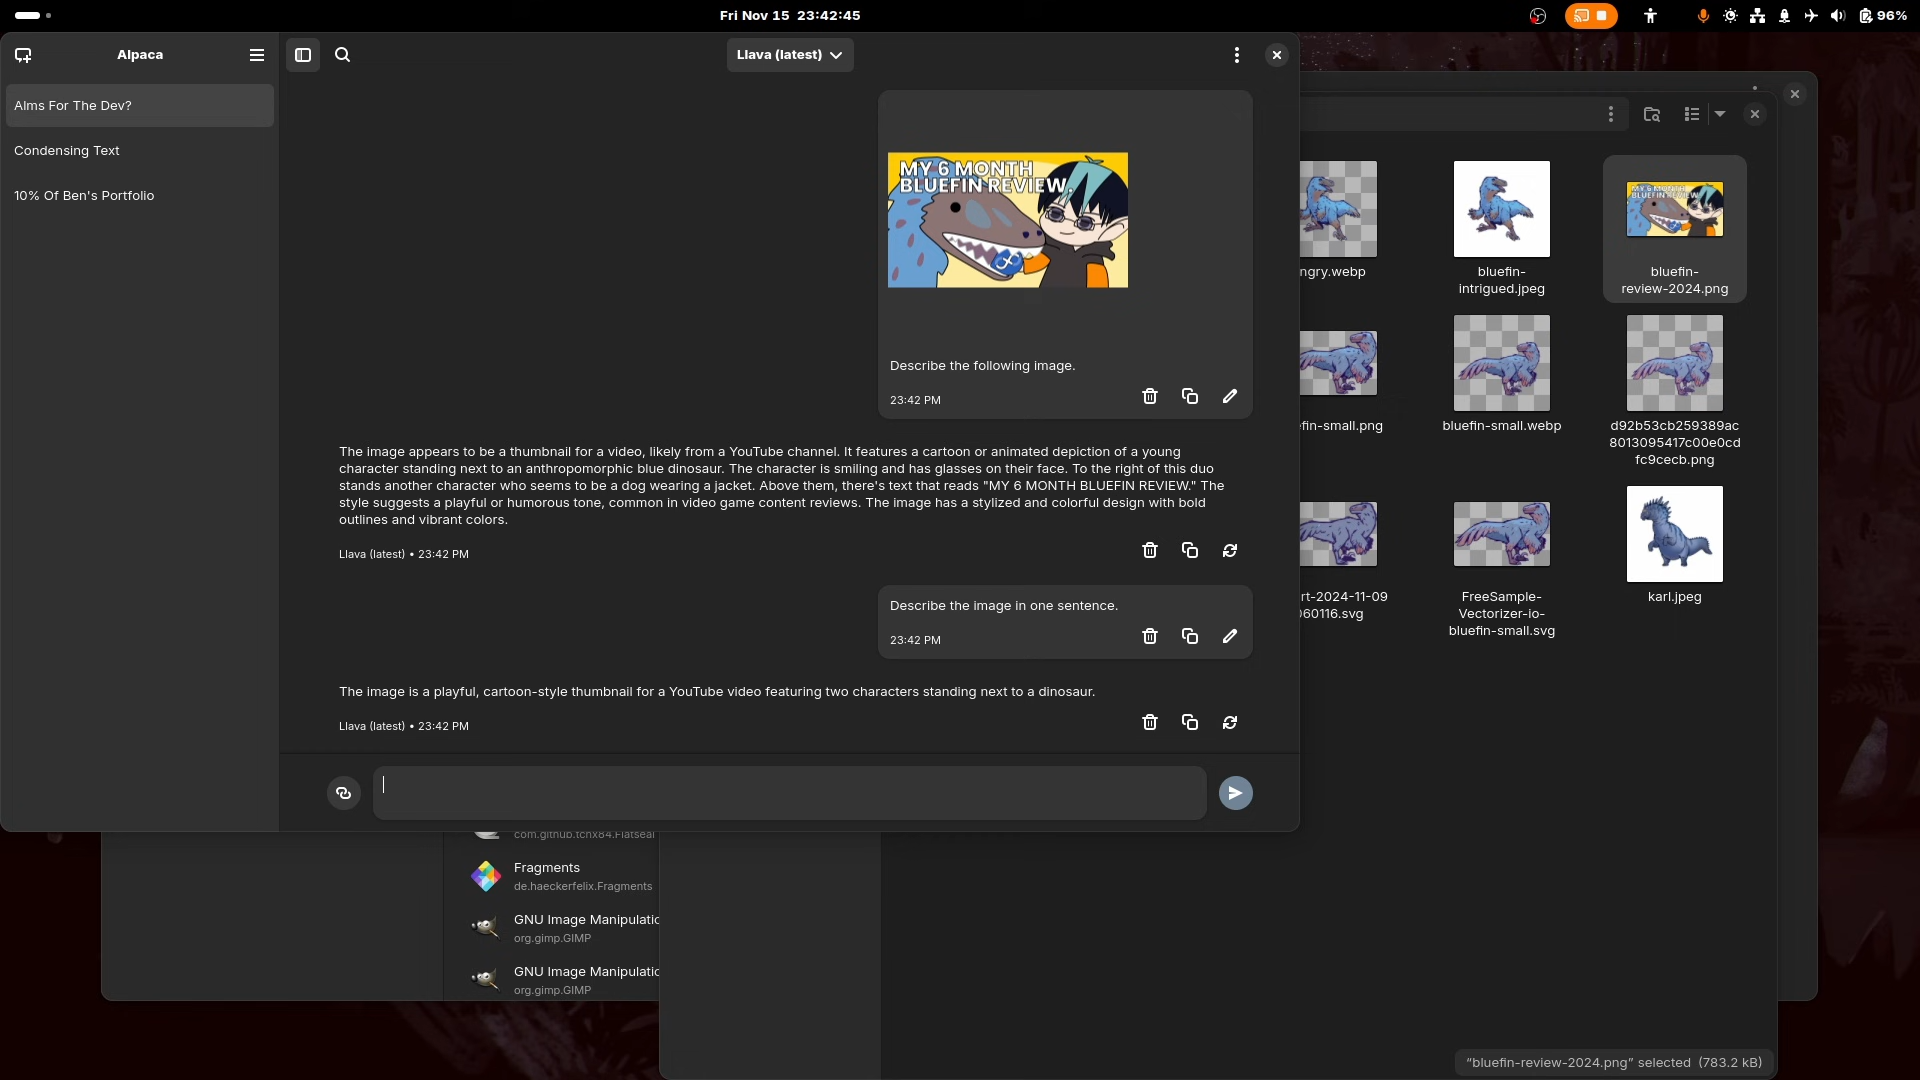 Fri Nov 15  23:42:45
96%
Alpaca
Alms For The Dev?
Condensing Text
10% Of Ben's Portfolio
Llava (latest)
MY 6 MONTH
BLUEFIN REVIEW.
Describe the following image.
23:42 PM
The image appears to be a thumbnail for a video, likely from a YouTube channel. It features a cartoon or animated depiction of a young
character standing next to an anthropomorphic blue dinosaur. The character is smiling and has glasses on their face. To the right of this duo
stands another character who seems to be a dog wearing a jacket. Above them, there's text that reads "MY 6 MONTH BLUEFIN REVIEW." The
style suggests a playful or humorous tone, common in video game content reviews. The image has a stylized and colorful design with bold
outlines and vibrant colors.
Llava (latest) • 23:42 PM
Describe the image in one sentence.
23:42 PM
The image is a playful, cartoon-style thumbnail for a YouTube video featuring two characters standing next to a dinosaur.
Llava (latest) • 23:42 PM
ngry.webp
bluefin-
intrigued.jpeg
MY 6 MONTH
BLUEFIN REVIEW.
bluefin-
review-2024.png
efin-small.png
bluefin-small.webp
d92b53cb259389ac
8013095417c00e0cd
fc9cecb.png
rt-2024-11-09
060116.svg
FreeSample-
Vectorizer-io-
bluefin-small.svg
karl.jpeg
com.github.tchx84.Flatseal
Fragments
de.haeckerfelix.Fragments
GNU Image Manipulatio
org.gimp.GIMP
GNU Image Manipulatio
org.gimp.GIMP
"bluefin-review-2024.png" selected  (783.2 kB)